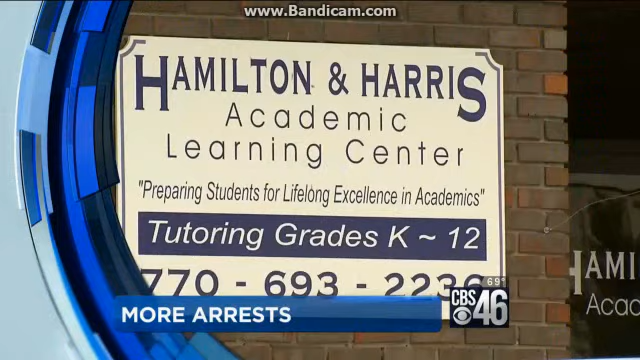 www.Bandicam.com
HAMILTON & HARRIS
Academic
Learning Center
"Preparing Students for Lifelong Excellence in Academics"
Tutoring Grades K ~ 12
770 - 693 - 2236
69°
CBS
46
MORE ARRESTS
HAMI
Acad